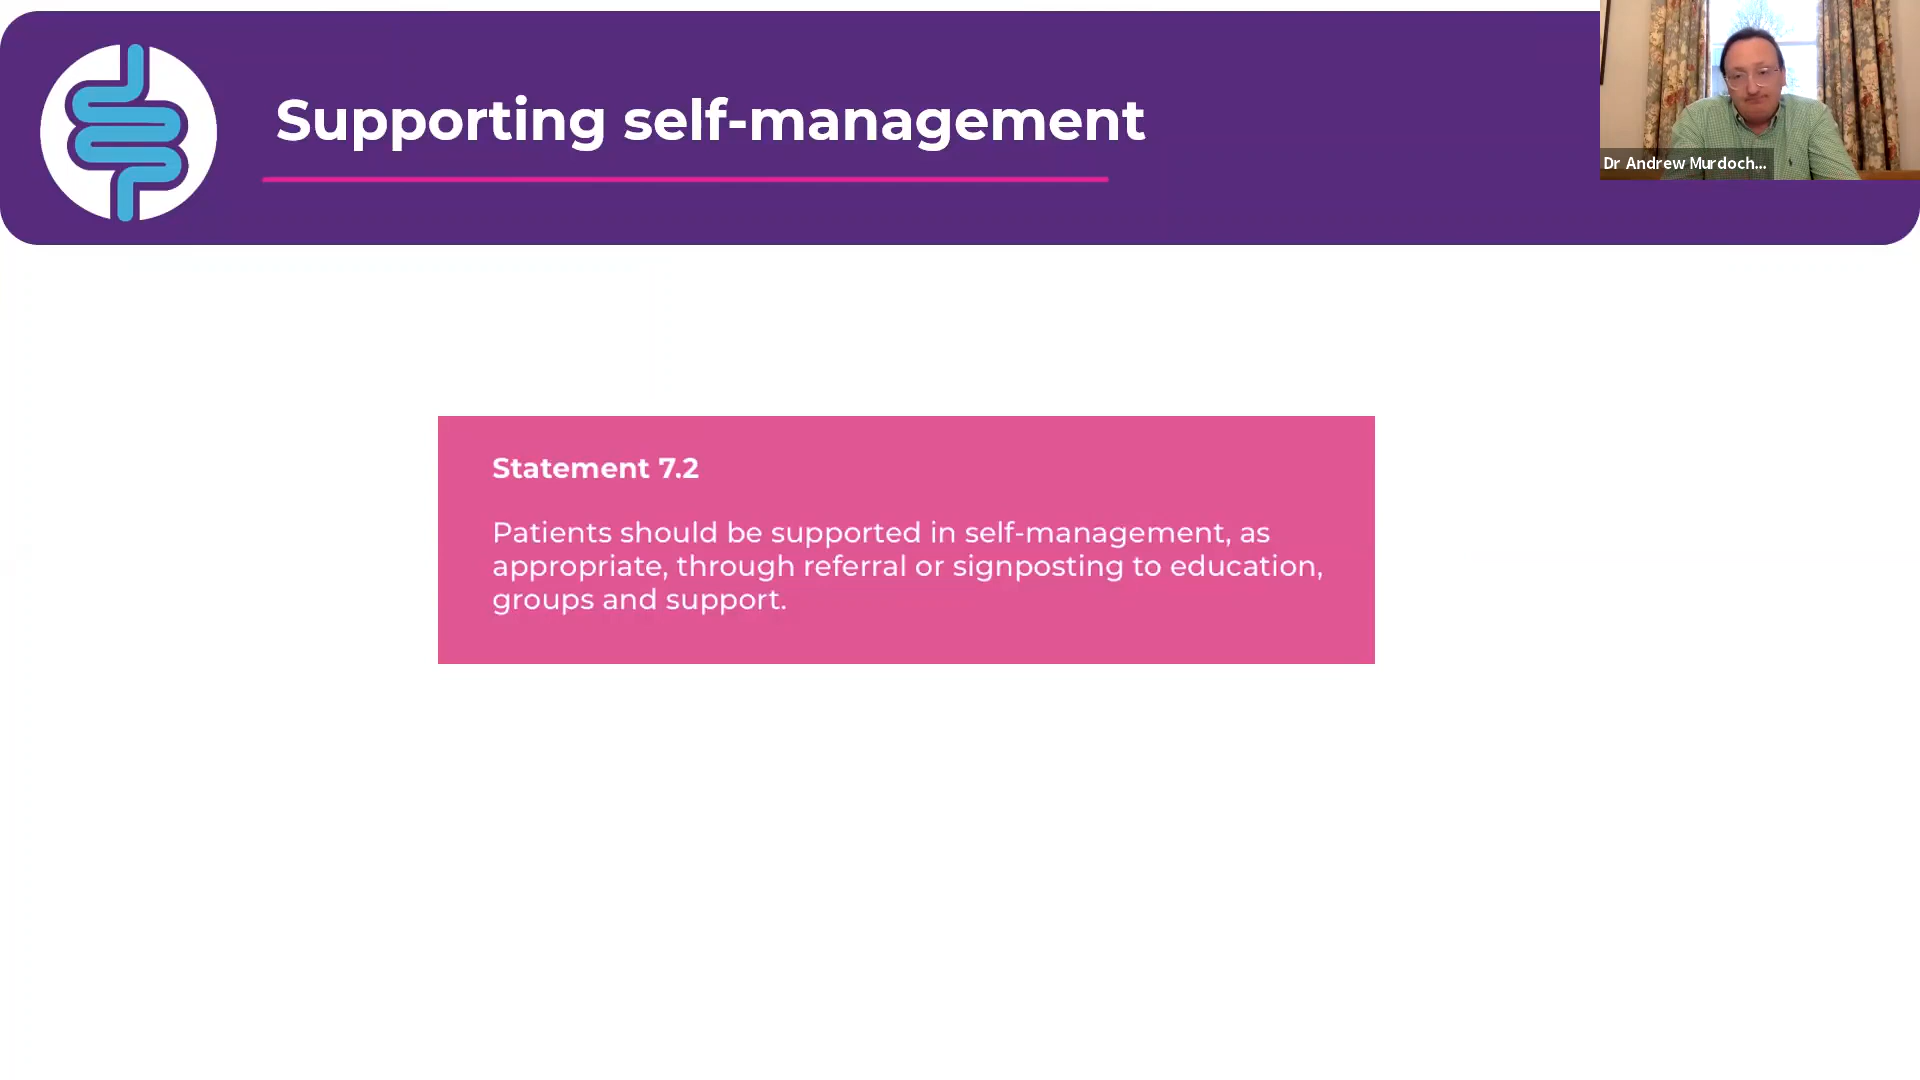 Supporting self-management
Dr Andrew Murdoch...
Statement 7.2
Patients should be supported in self-management, as
appropriate, through referral or signposting to education,
groups and support.